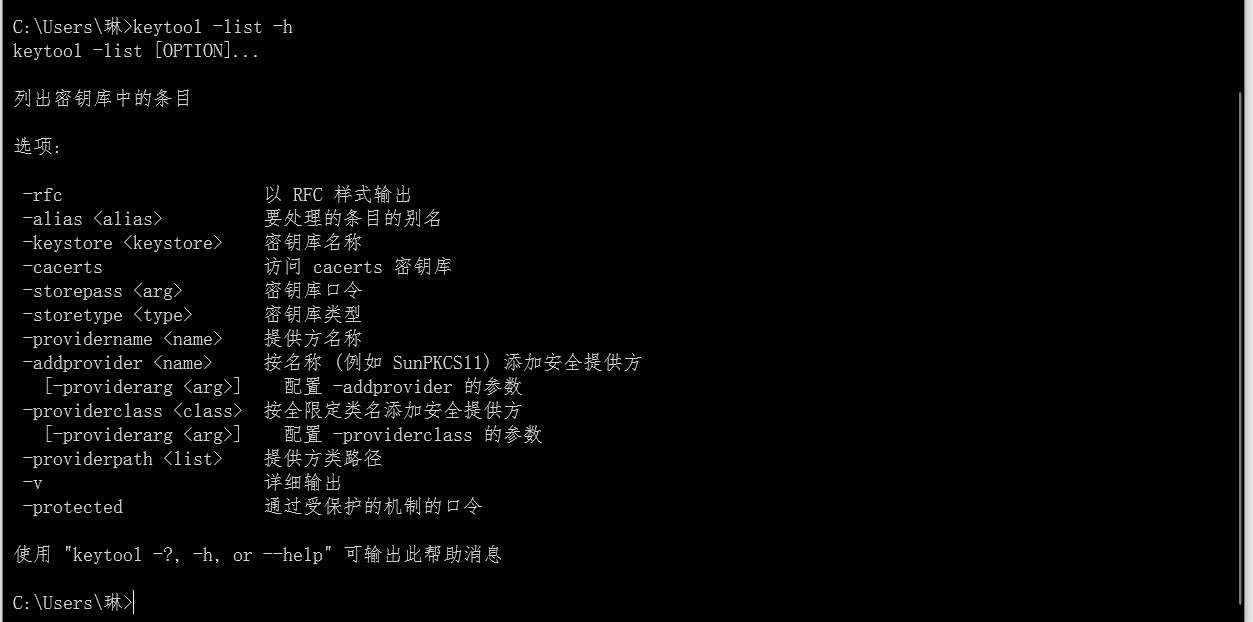 C:\Users\琳>keytool -list -h
keytool -list [OPTION]...
列出密钥库中的条目
选项:
-rfc 以 RFC 样式输出
-alias <alias> 要处理的条目的别名
-keystore <keystore> 密钥库名称
-cacerts 访问 cacerts 密钥库
-storepass <arg> 密钥库口令
-storetype <type> 密钥库类型
-providername <name> 提供方名称
-addprovider <name> 按名称 (例如 SunPKCS11) 添加安全提供方
[-providerarg <arg>] 配置 -addprovider 的参数
-providerclass <class> 按全限定类名添加安全提供方
[-providerarg <arg>] 配置 -providerclass 的参数
-providerpath <list> 提供方类路径
-v 详细输出
-protected 通过受保护的机制的口令
使用 "keytool -?, -h, or --help" 可输出此帮助消息
C:\Users\琳>